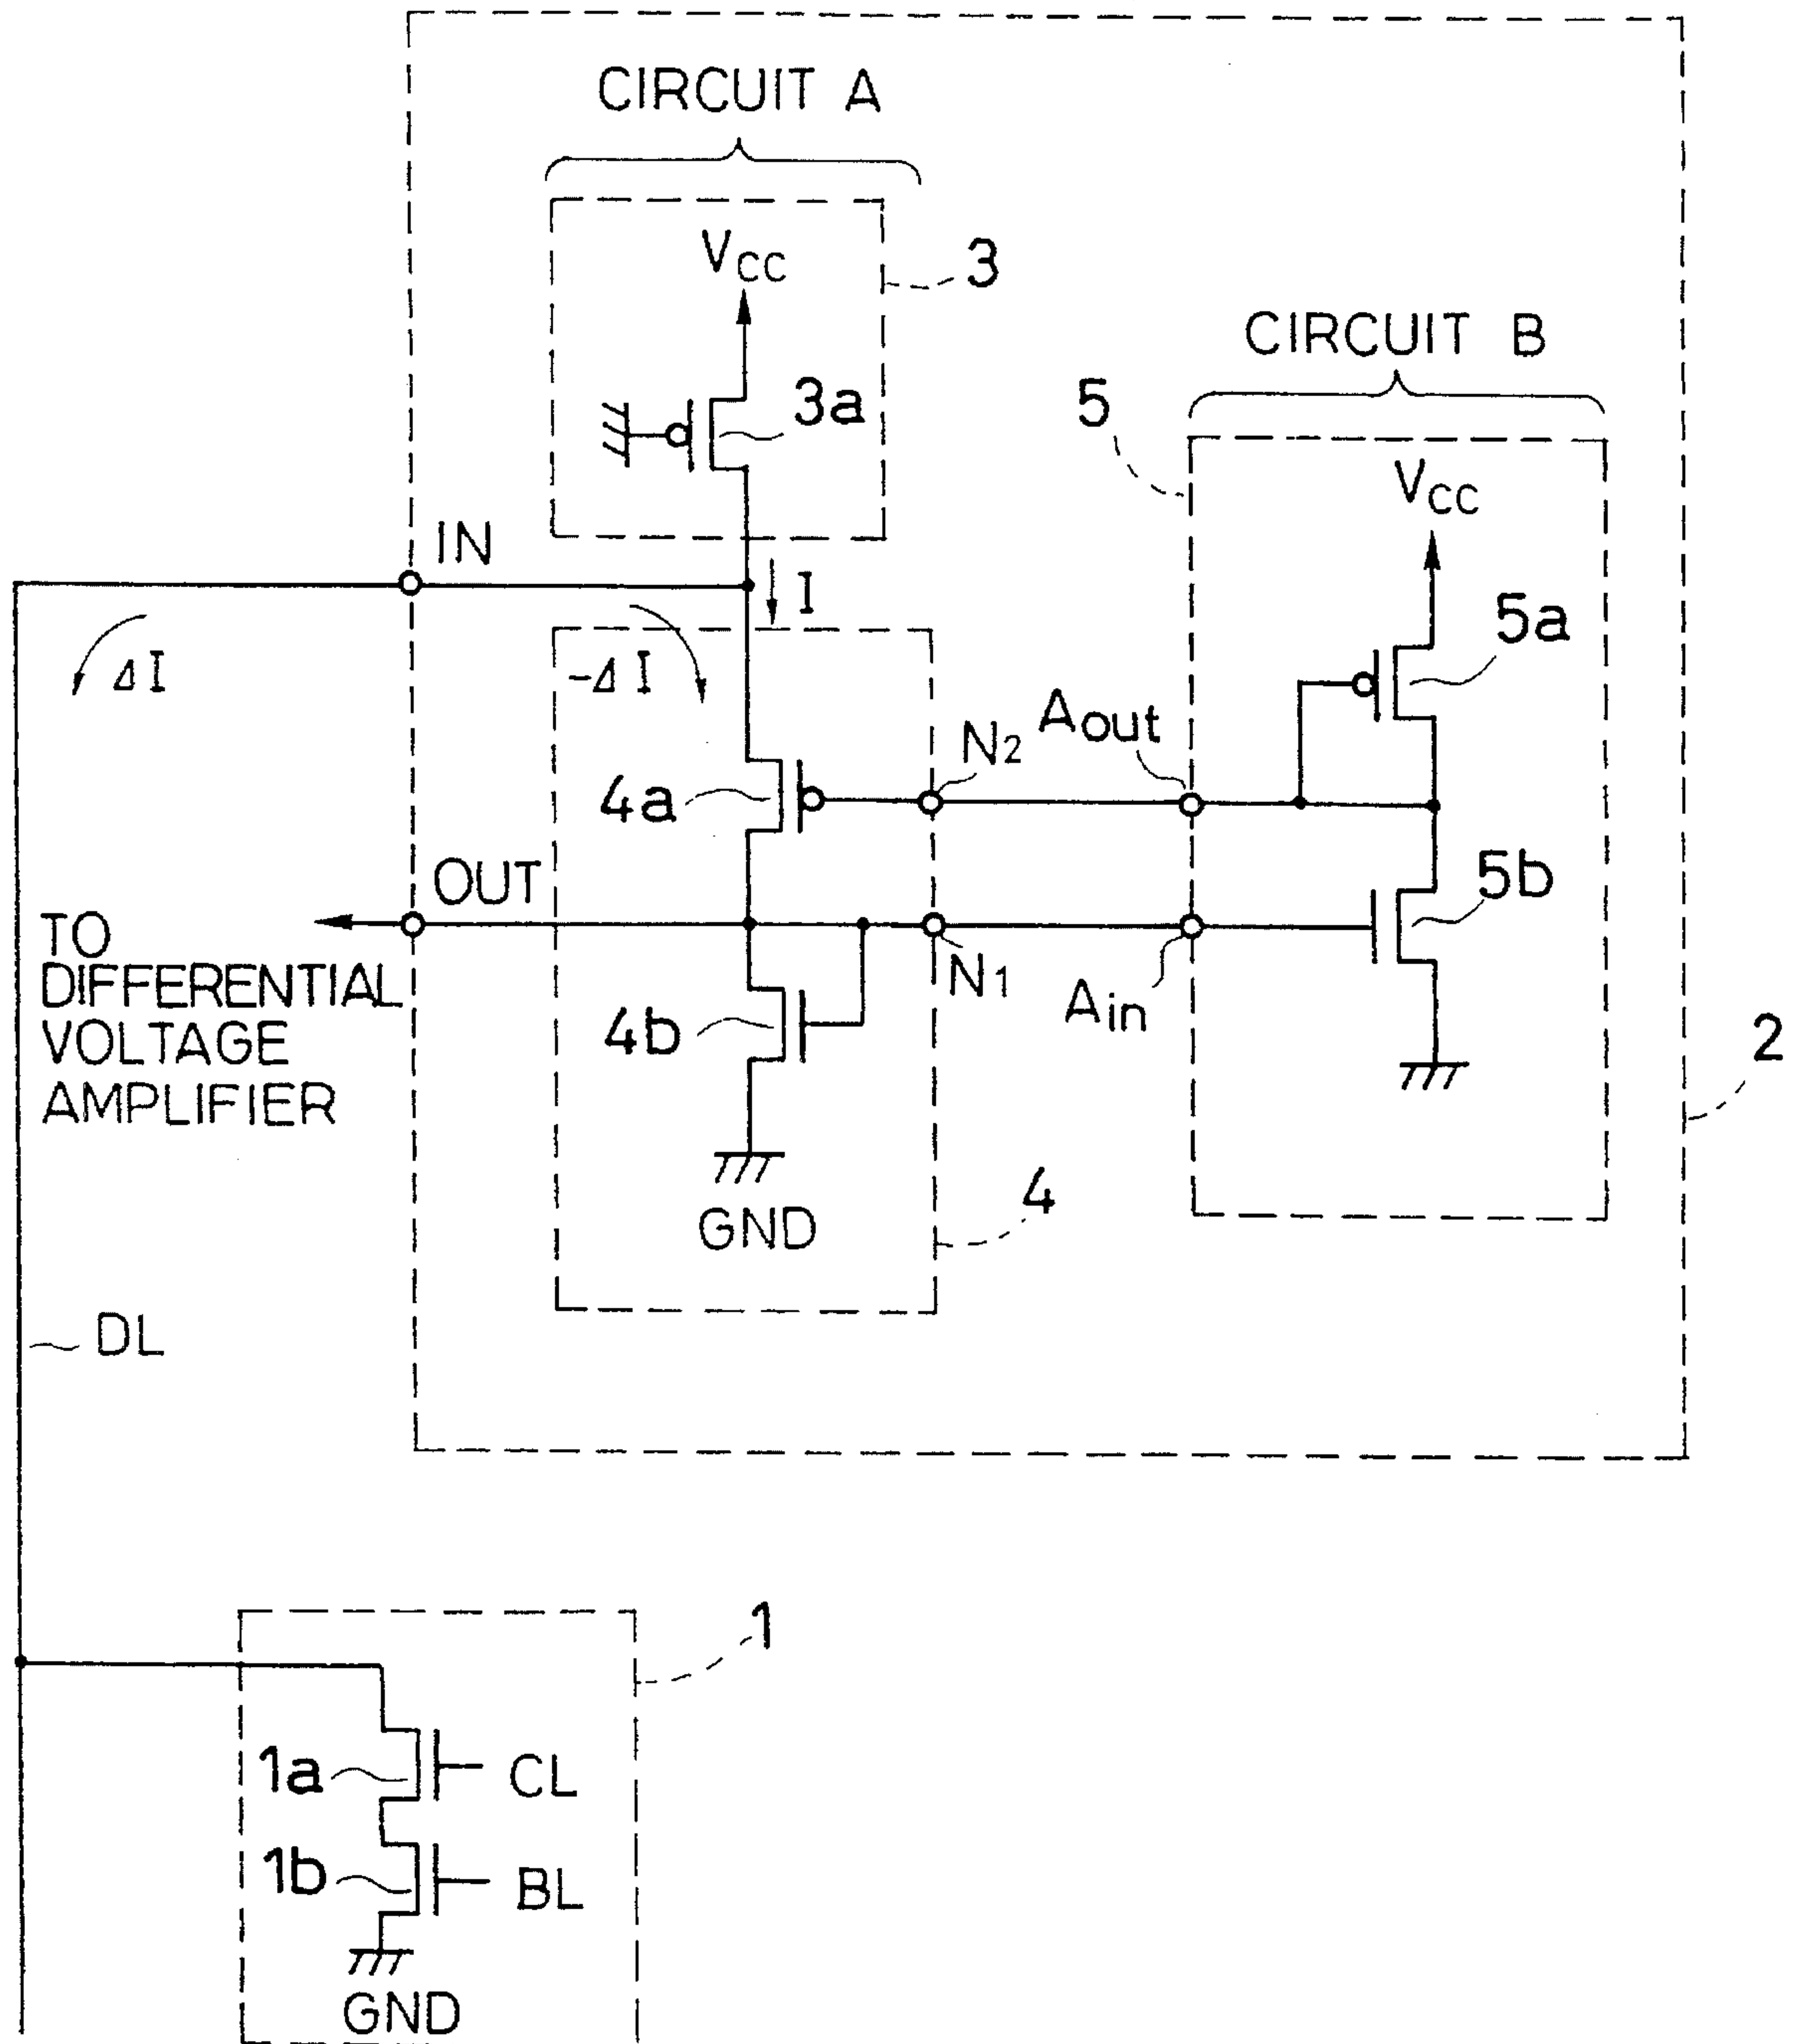 CIRCUIT A
VCC
3
CIRCUIT B
3a
5
VCC
IN
I
5a
ΔI
-ΔI
Aout
N2
4a
OUT
5b
TO
DIFFERENTIAL
VOLTAGE
AMPLIFIER
N1
Ain
4b
2
4
GND
DL
1
1a
CL
1b
BL
GND